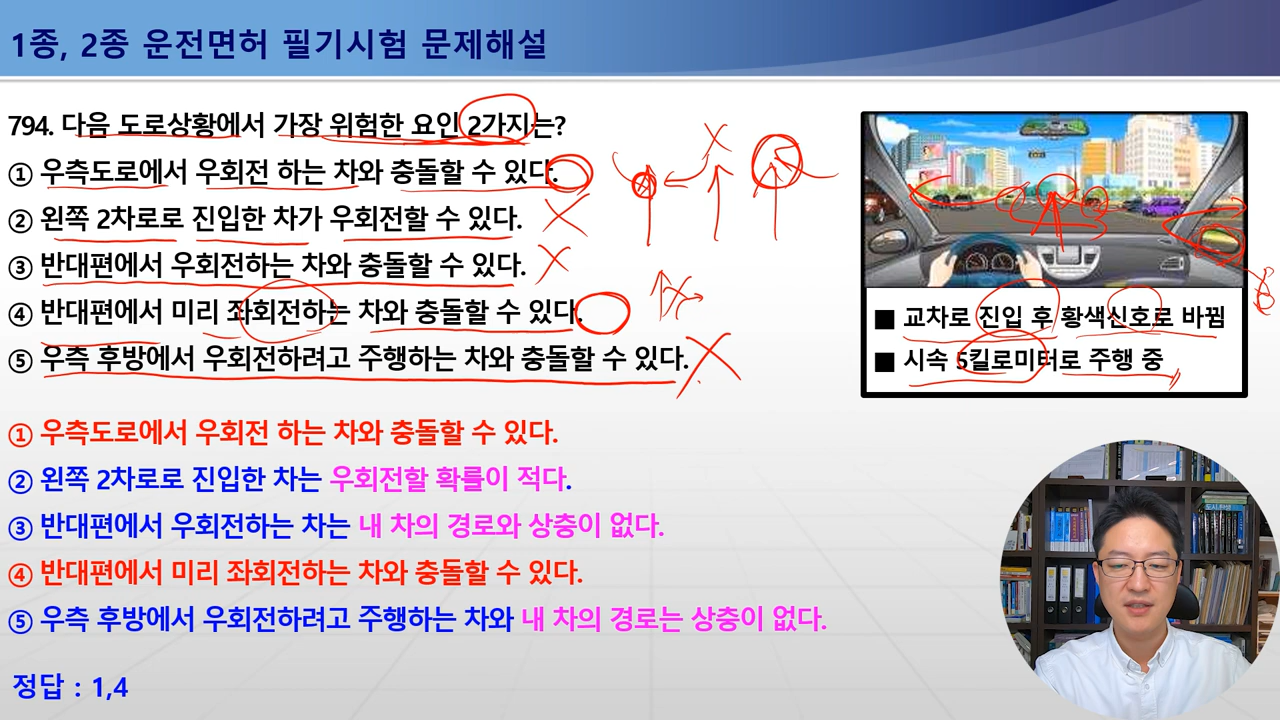 1종, 2종 운전면허 필기시험 문제해설
794. 다음 도로상황에서 가장 위험한 요인 2가지는?
① 우측도로에서 우회전 하는 차와 충돌할 수 있다.
② 왼쪽 2차로로 진입한 차가 우회전할 수 있다.
③ 반대편에서 우회전하는 차와 충돌할 수 있다.
④ 반대편에서 미리 좌회전하는 차와 충돌할 수 있다.
⑤ 우측 후방에서 우회전하려고 주행하는 차와 충돌할 수 있다.
■ 교차로 진입 후 황색신호로 바뀜
■ 시속 5킬로미터로 주행 중
① 우측도로에서 우회전 하는 차와 충돌할 수 있다.
② 왼쪽 2차로로 진입한 차는 우회전할 확률이 적다.
③ 반대편에서 우회전하는 차는 내 차의 경로와 상충이 없다.
④ 반대편에서 미리 좌회전하는 차와 충돌할 수 있다.
⑤ 우측 후방에서 우회전하려고 주행하는 차와 내 차의 경로는 상충이 없다.
정답 : 1,4